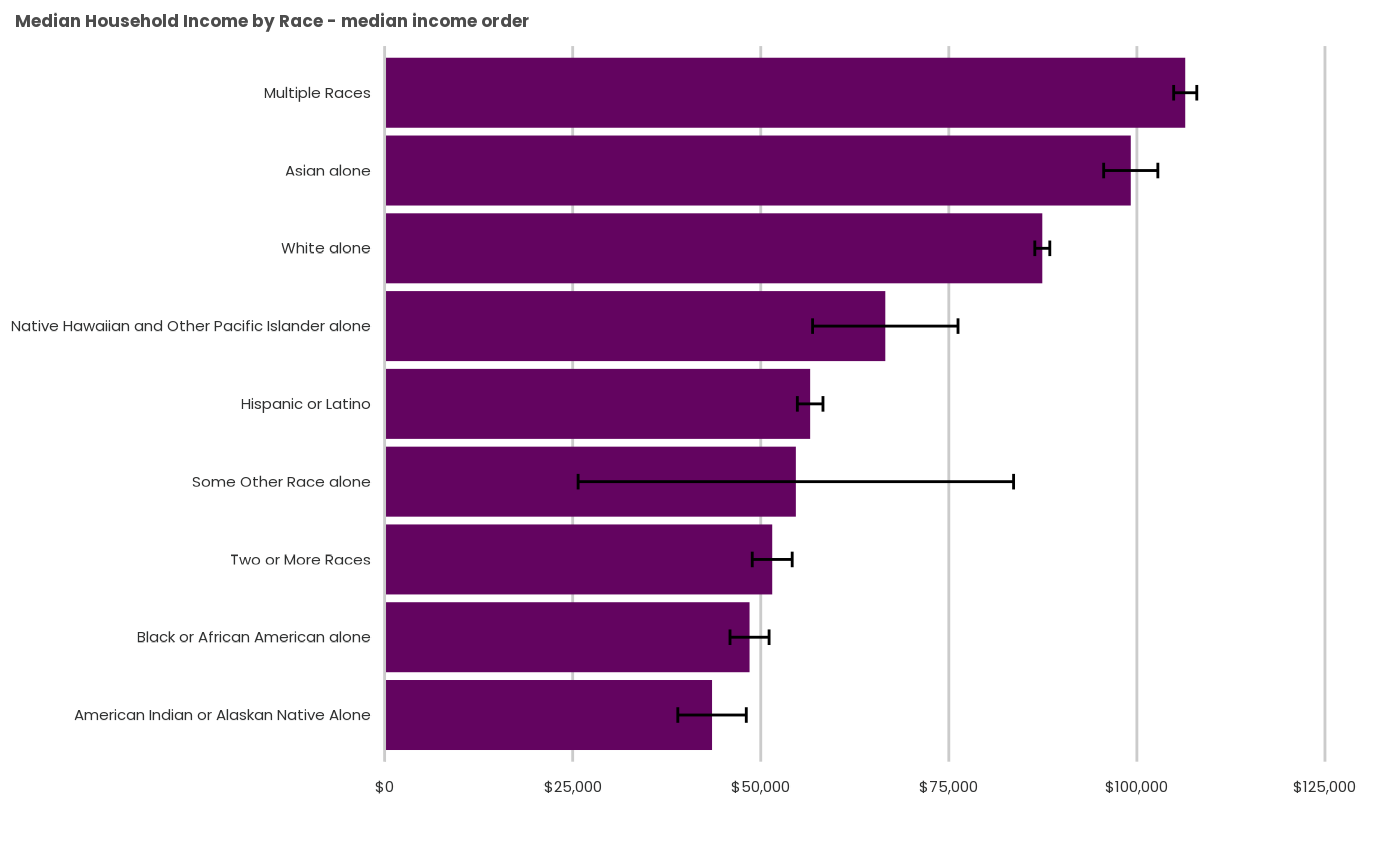 Median Household Income by Race - median income order
Multiple Races
Asian alone
White alone
Native Hawaiian and Other Pacific Islander alone
Hispanic or Latino
Some Other Race alone
Two or More Races
Black or African American alone
American Indian or Alaskan Native Alone
$0 $25,000 $50,000 $75,000 $100,000 $125,000